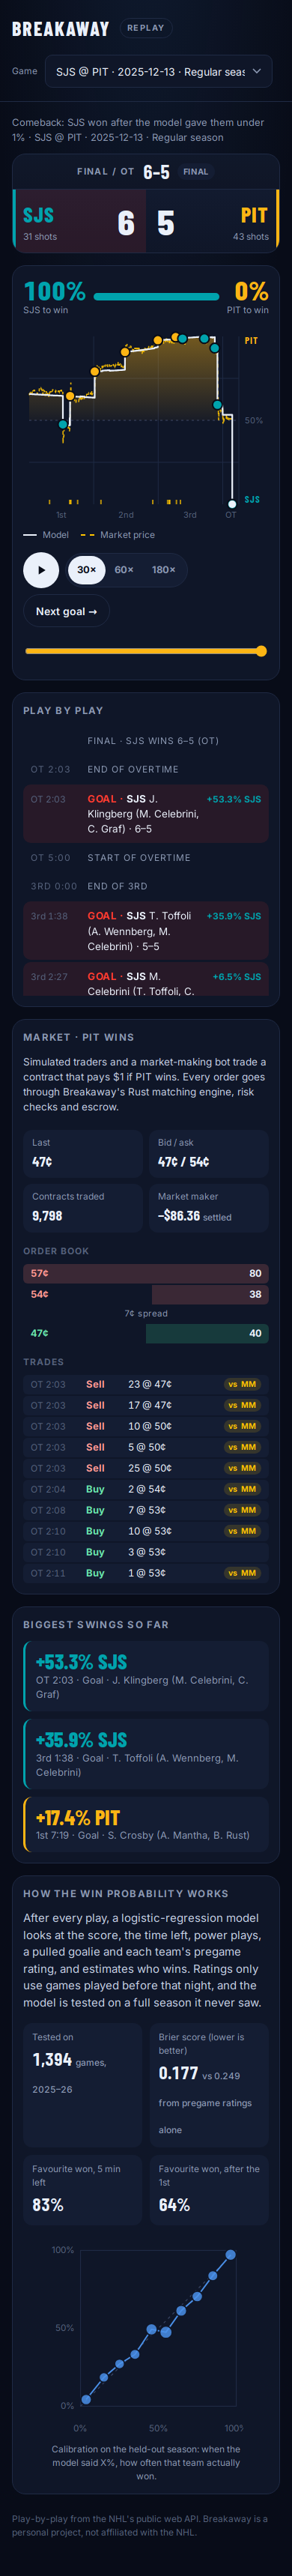 BREAKAWAY REPLAY
Game SJS @ PIT · 2025-12-13 · Regular seas
Comeback: SJS won after the model gave them under
1% · SJS @ PIT · 2025-12-13 · Regular season
FINAL / OT 6-5 FINAL
SJS 6 5 PIT
31 shots 43 shots
100% 0%
SJS to win PIT to win
PIT
50%
SJS
1st 2nd 3rd OT
Model Market price
30× 60× 180×
Next goal →
PLAY BY PLAY
FINAL · SJS WINS 6–5 (OT)
OT 2:03 END OF OVERTIME
OT 2:03 GOAL · SJS J. +53.3% SJS
Klingberg (M. Celebrini,
C. Graf) · 6–5
OT 5:00 START OF OVERTIME
3RD 0:00 END OF 3RD
3rd 1:38 GOAL · SJS T. Toffoli +35.9% SJS
(A. Wennberg, M.
Celebrini) · 5–5
3rd 2:27 GOAL · SJS M. +6.5% SJS
Celebrini (T. Toffoli, C.
MARKET · PIT WINS
Simulated traders and a market-making bot trade a
contract that pays $1 if PIT wins. Every order goes
through Breakaway's Rust matching engine, risk
checks and escrow.
Last Bid / ask
47¢ 47¢ / 54¢
Contracts traded Market maker
9,798 −$86.36 settled
ORDER BOOK
57¢ 80
54¢ 38
7¢ spread
47¢ 40
TRADES
OT 2:03 Sell 23 @ 47¢ vs MM
OT 2:03 Sell 17 @ 47¢ vs MM
OT 2:03 Sell 10 @ 50¢ vs MM
OT 2:03 Sell 5 @ 50¢ vs MM
OT 2:03 Sell 25 @ 50¢ vs MM
OT 2:04 Buy 2 @ 54¢ vs MM
OT 2:08 Buy 7 @ 53¢ vs MM
OT 2:10 Buy 10 @ 53¢ vs MM
OT 2:10 Buy 3 @ 53¢
OT 2:11 Buy 1 @ 53¢ vs MM
BIGGEST SWINGS SO FAR
+53.3% SJS
OT 2:03 · Goal · J. Klingberg (M. Celebrini, C.
Graf)
+35.9% SJS
3rd 1:38 · Goal · T. Toffoli (A. Wennberg, M.
Celebrini)
+17.4% PIT
1st 7:19 · Goal · S. Crosby (A. Mantha, B. Rust)
HOW THE WIN PROBABILITY WORKS
After every play, a logistic-regression model
looks at the score, the time left, power plays,
a pulled goalie and each team's pregame
rating, and estimates who wins. Ratings only
use games played before that night, and the
model is tested on a full season it never saw.
Tested on
1,394 games,
2025–26
Brier score (lower is
better)
0.177 vs 0.249
from pregame ratings
alone
Favourite won, 5 min
left
83%
Favourite won, after the
1st
64%
100%
50%
0%
0% 50% 100%
Calibration on the held-out season: when the
model said X%, how often that team actually
won.
Play-by-play from the NHL's public web API. Breakaway is a
personal project, not affiliated with the NHL.